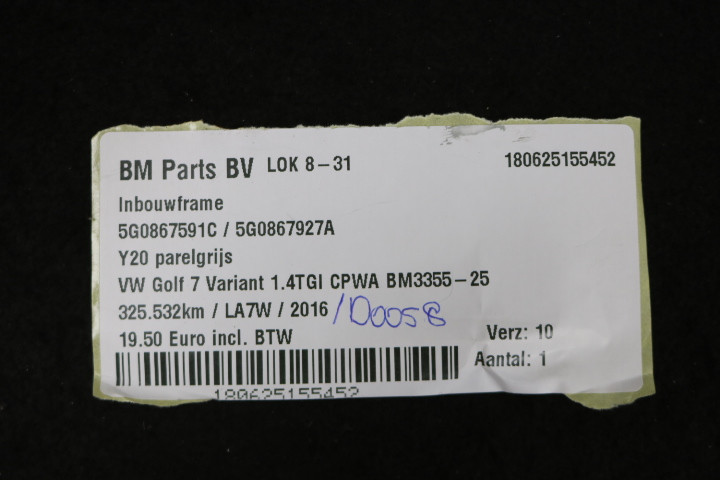 BM Parts BV LOK 8-31 180625155452
Inbouwframe
5G0867591C / 5G0867927A
Y20 parelgrijs
VW Golf 7 Variant 1.4TGI CPWA BM3355-25
325.532km / LA7W / 2016 /D0058
19.50 Euro incl. BTW Verz: 10
Aantal: 1
180625155452